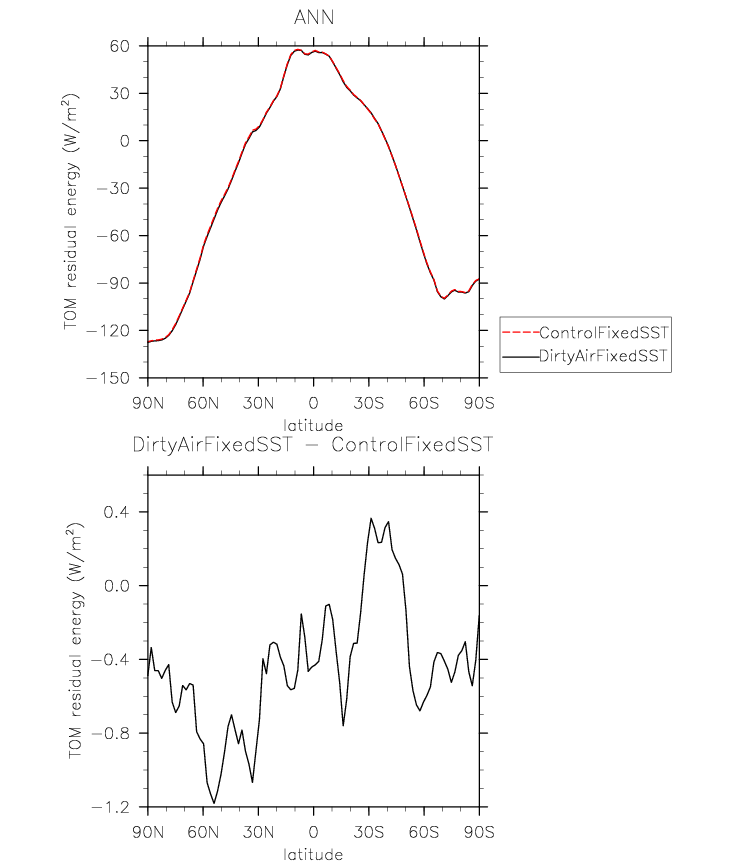 ANN
TOM residual energy (W/m²)
60
30
0
−30
−60
−90
−120
−150
90N 60N 30N 0 30S 60S 90S
latitude
ControlFixedSST
DirtyAirFixedSST
DirtyAirFixedSST − ControlFixedSST
TOM residual energy (W/m²)
0.4
0.0
−0.4
−0.8
−1.2
90N 60N 30N 0 30S 60S 90S
latitude